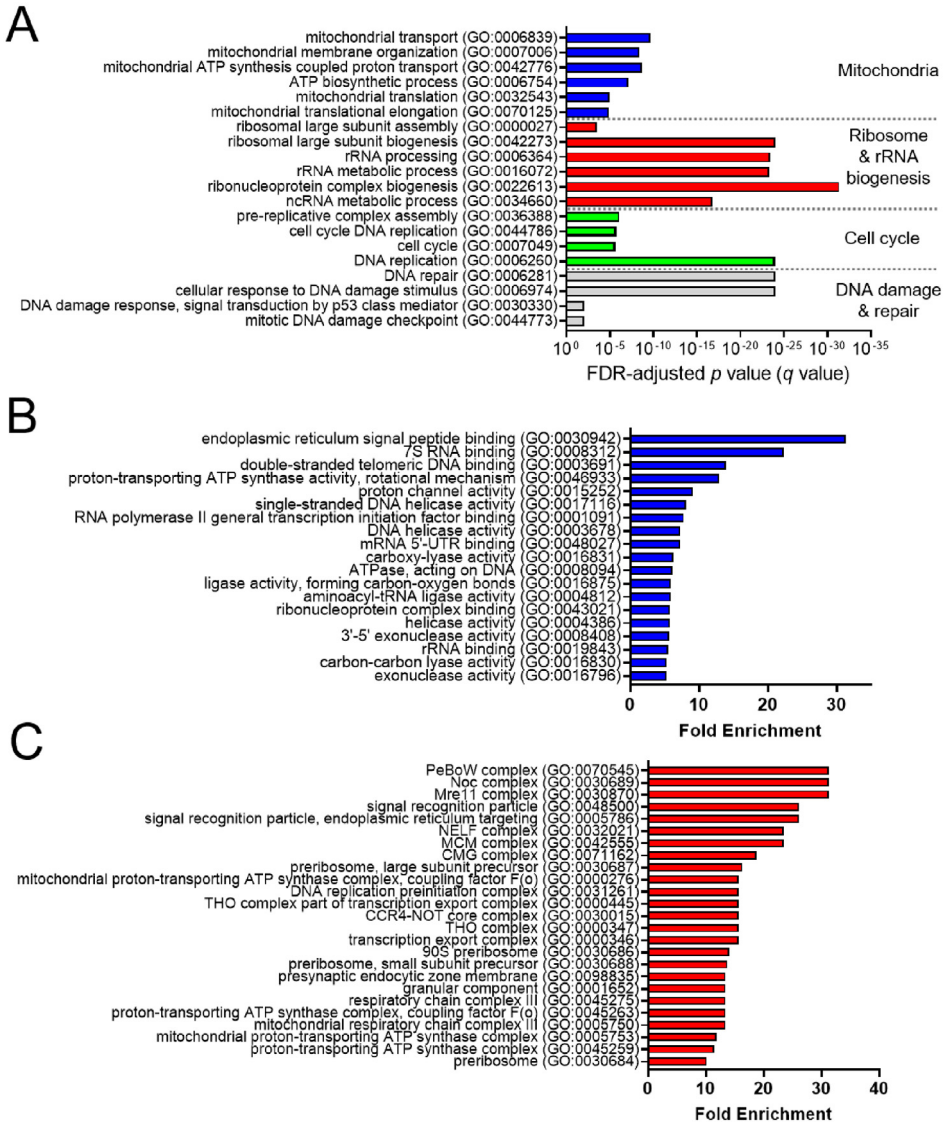 A
mitochondrial transport (GO:0006839)
mitochondrial membrane organization (GO:0007006)
mitochondrial ATP synthesis coupled proton transport (GO:0042776)
ATP biosynthetic process (GO:0006754)
mitochondrial translation (GO:0032543)
mitochondrial translational elongation (GO:0070125)
Mitochondria
ribosomal large subunit assembly (GO:0000027)
ribosomal large subunit biogenesis (GO:0042273)
rRNA processing (GO:0006364)
rRNA metabolic process (GO:0016072)
ribonucleoprotein complex biogenesis (GO:0022613)
ncRNA metabolic process (GO:0034660)
Ribosome
& rRNA
biogenesis
pre-replicative complex assembly (GO:0036388)
cell cycle DNA replication (GO:0044786)
cell cycle (GO:0007049)
DNA replication (GO:0006260)
Cell cycle
DNA repair (GO:0006281)
cellular response to DNA damage stimulus (GO:0006974)
DNA damage response, signal transduction by p53 class mediator (GO:0030330)
mitotic DNA damage checkpoint (GO:0044773)
DNA damage
& repair
10⁰ 10⁻⁵ 10⁻¹⁰ 10⁻¹⁵ 10⁻²⁰ 10⁻²⁵ 10⁻³⁰ 10⁻³⁵
FDR-adjusted p value (q value)
B
endoplasmic reticulum signal peptide binding (GO:0030942)
7S RNA binding (GO:0008312)
double-stranded telomeric DNA binding (GO:0003691)
proton-transporting ATP synthase activity, rotational mechanism (GO:0046933)
proton channel activity (GO:0015252)
single-stranded DNA helicase activity (GO:0017116)
RNA polymerase II general transcription initiation factor binding (GO:0001091)
DNA helicase activity (GO:0003678)
mRNA 5'-UTR binding (GO:0048027)
carboxy-lyase activity (GO:0016831)
ATPase, acting on DNA (GO:0008094)
ligase activity, forming carbon-oxygen bonds (GO:0016875)
aminoacyl-tRNA ligase activity (GO:0004812)
ribonucleoprotein complex binding (GO:0043021)
helicase activity (GO:0004386)
3'-5' exonuclease activity (GO:0008408)
rRNA binding (GO:0019843)
carbon-carbon lyase activity (GO:0016830)
exonuclease activity (GO:0016796)
0 10 20 30
Fold Enrichment
C
PeBoW complex (GO:0070545)
Noc complex (GO:0030689)
Mre11 complex (GO:0030870)
signal recognition particle (GO:0048500)
signal recognition particle, endoplasmic reticulum targeting (GO:0005786)
NELF complex (GO:0032021)
MCM complex (GO:0042555)
CMG complex (GO:0071162)
preribosome, large subunit precursor (GO:0030687)
mitochondrial proton-transporting ATP synthase complex, coupling factor F(o) (GO:0000276)
DNA replication preinitiation complex (GO:0031261)
THO complex part of transcription export complex (GO:0000445)
CCR4-NOT core complex (GO:0030015)
THO complex (GO:0000347)
transcription export complex (GO:0000346)
90S preribosome (GO:0030686)
preribosome, small subunit precursor (GO:0030688)
presynaptic endocytic zone membrane (GO:0098835)
granular component (GO:0001652)
respiratory chain complex III (GO:0045275)
proton-transporting ATP synthase complex, coupling factor F(o) (GO:0045263)
mitochondrial respiratory chain complex III (GO:0005750)
mitochondrial proton-transporting ATP synthase complex (GO:0005753)
proton-transporting ATP synthase complex (GO:0045259)
preribosome (GO:0030684)
0 10 20 30 40
Fold Enrichment